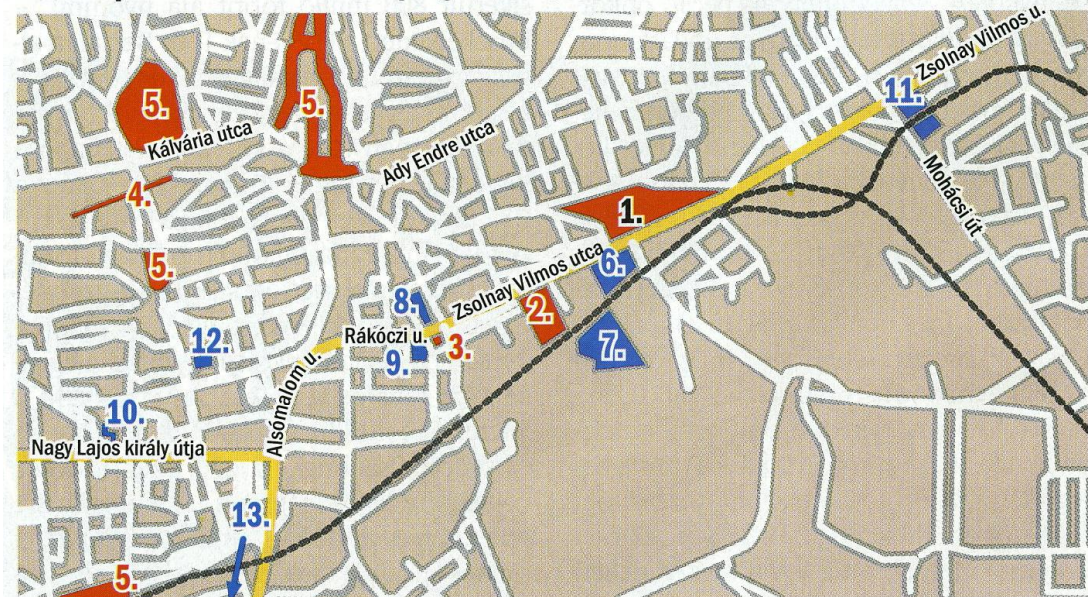 Zsolnay Vilmos u.
11.
5.
5.
Kálvária utca
Ady Endre utca
4.
Mohácsi út
1.
5.
Zsolnay Vilmos utca
6.
8.
2.
Rákóczi u.
12.
3.
7.
9.
Alsómalom u.
10.
Nagy Lajos király útja
13.
5.